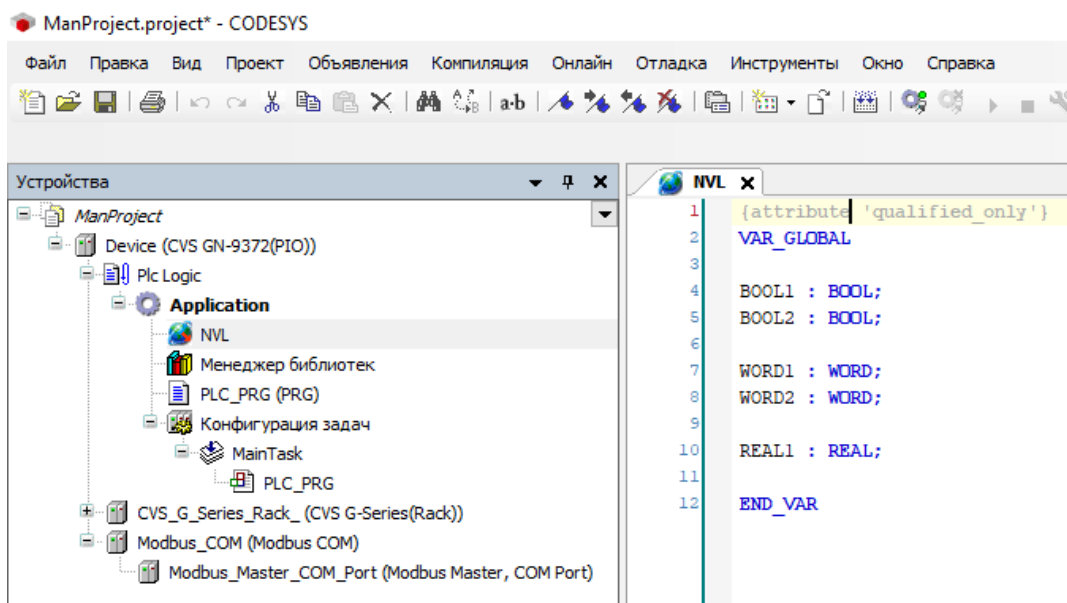 ManProject.project* - CODESYS
Файл Правка Вид Проект Объявления Компиляция Онлайн Отладка Инструменты Окно Справка
Устройства
ManProject
Device (CVS GN-9372(PIO))
Plc Logic
Application
NVL
Менеджер библиотек
PLC_PRG (PRG)
Конфигурация задач
MainTask
PLC_PRG
CVS_G_Series_Rack_ (CVS G-Series(Rack))
Modbus_COM (Modbus COM)
Modbus_Master_COM_Port (Modbus Master, COM Port)
NVL
1 {attribute 'qualified_only'}
2 VAR_GLOBAL
3
4 BOOL1 : BOOL;
5 BOOL2 : BOOL;
6
7 WORD1 : WORD;
8 WORD2 : WORD;
9
10 REAL1 : REAL;
11
12 END_VAR